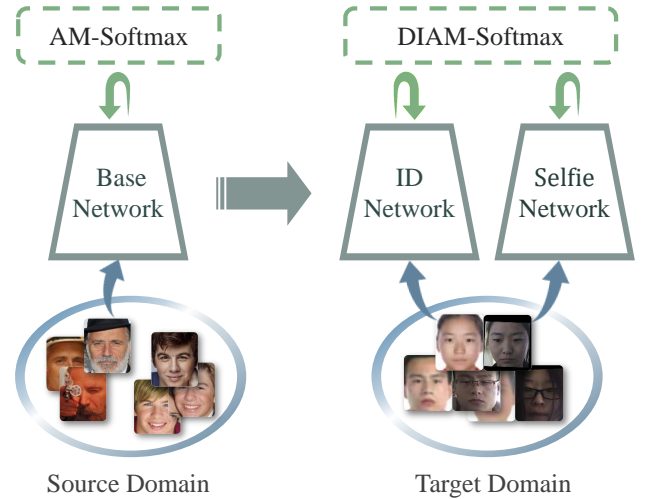 AM-Softmax
DIAM-Softmax
Base
Network
ID
Network
Selfie
Network
Source Domain
Target Domain